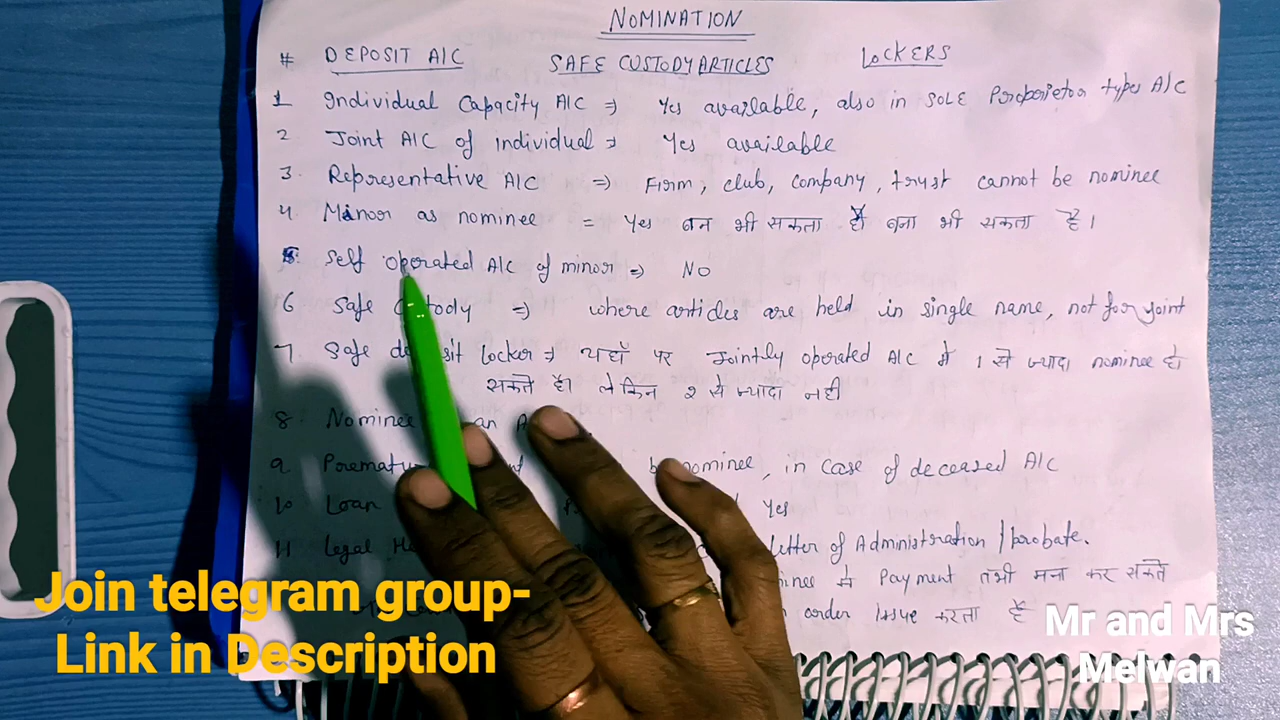 NOMINATION
# DEPOSIT A/C SAFE CUSTODY ARTICLES LOCKERS
1 Individual Capacity A/C ⇒ Yes available, also in SOLE Proprietor types A/C
2 Joint A/C of individual ⇒ Yes available
3. Representative A/C ⇒ Firm, club, company, trust cannot be nominee
4 Minor as nominee = Yes बन भी सकता है बना भी सकता है।
5 Self operated A/C of minor ⇒ NO
6 Safe Custody ⇒ where articles are held in single name, not for joint
7 Safe deposit locker ⇒ यहाँ पर Jointly operated A/C में 1 से ज्यादा nominee हो
सकते है। लेकिन 2 से ज्यादा नही
8 Nominee an
9 nominee, in case of deceased A/C
10 Loan Yes
11 Legal letter of Administration / probate.
में Payment तभी मना कर सकते
order issue करता है
Join telegram group-
Link in Description
Mr and Mrs
Melwan